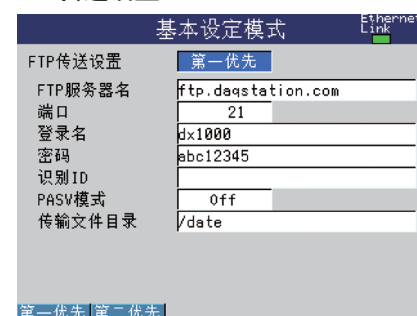 基本设定模式
Etherne
Link
FTP传送设置 第一优先
FTP服务器名 ftp.daqstation.com
端口 21
登录名 dx1000
密码 abc12345
识别ID
PASV模式 Off
传输文件目录 /date
第一优先 第二优先